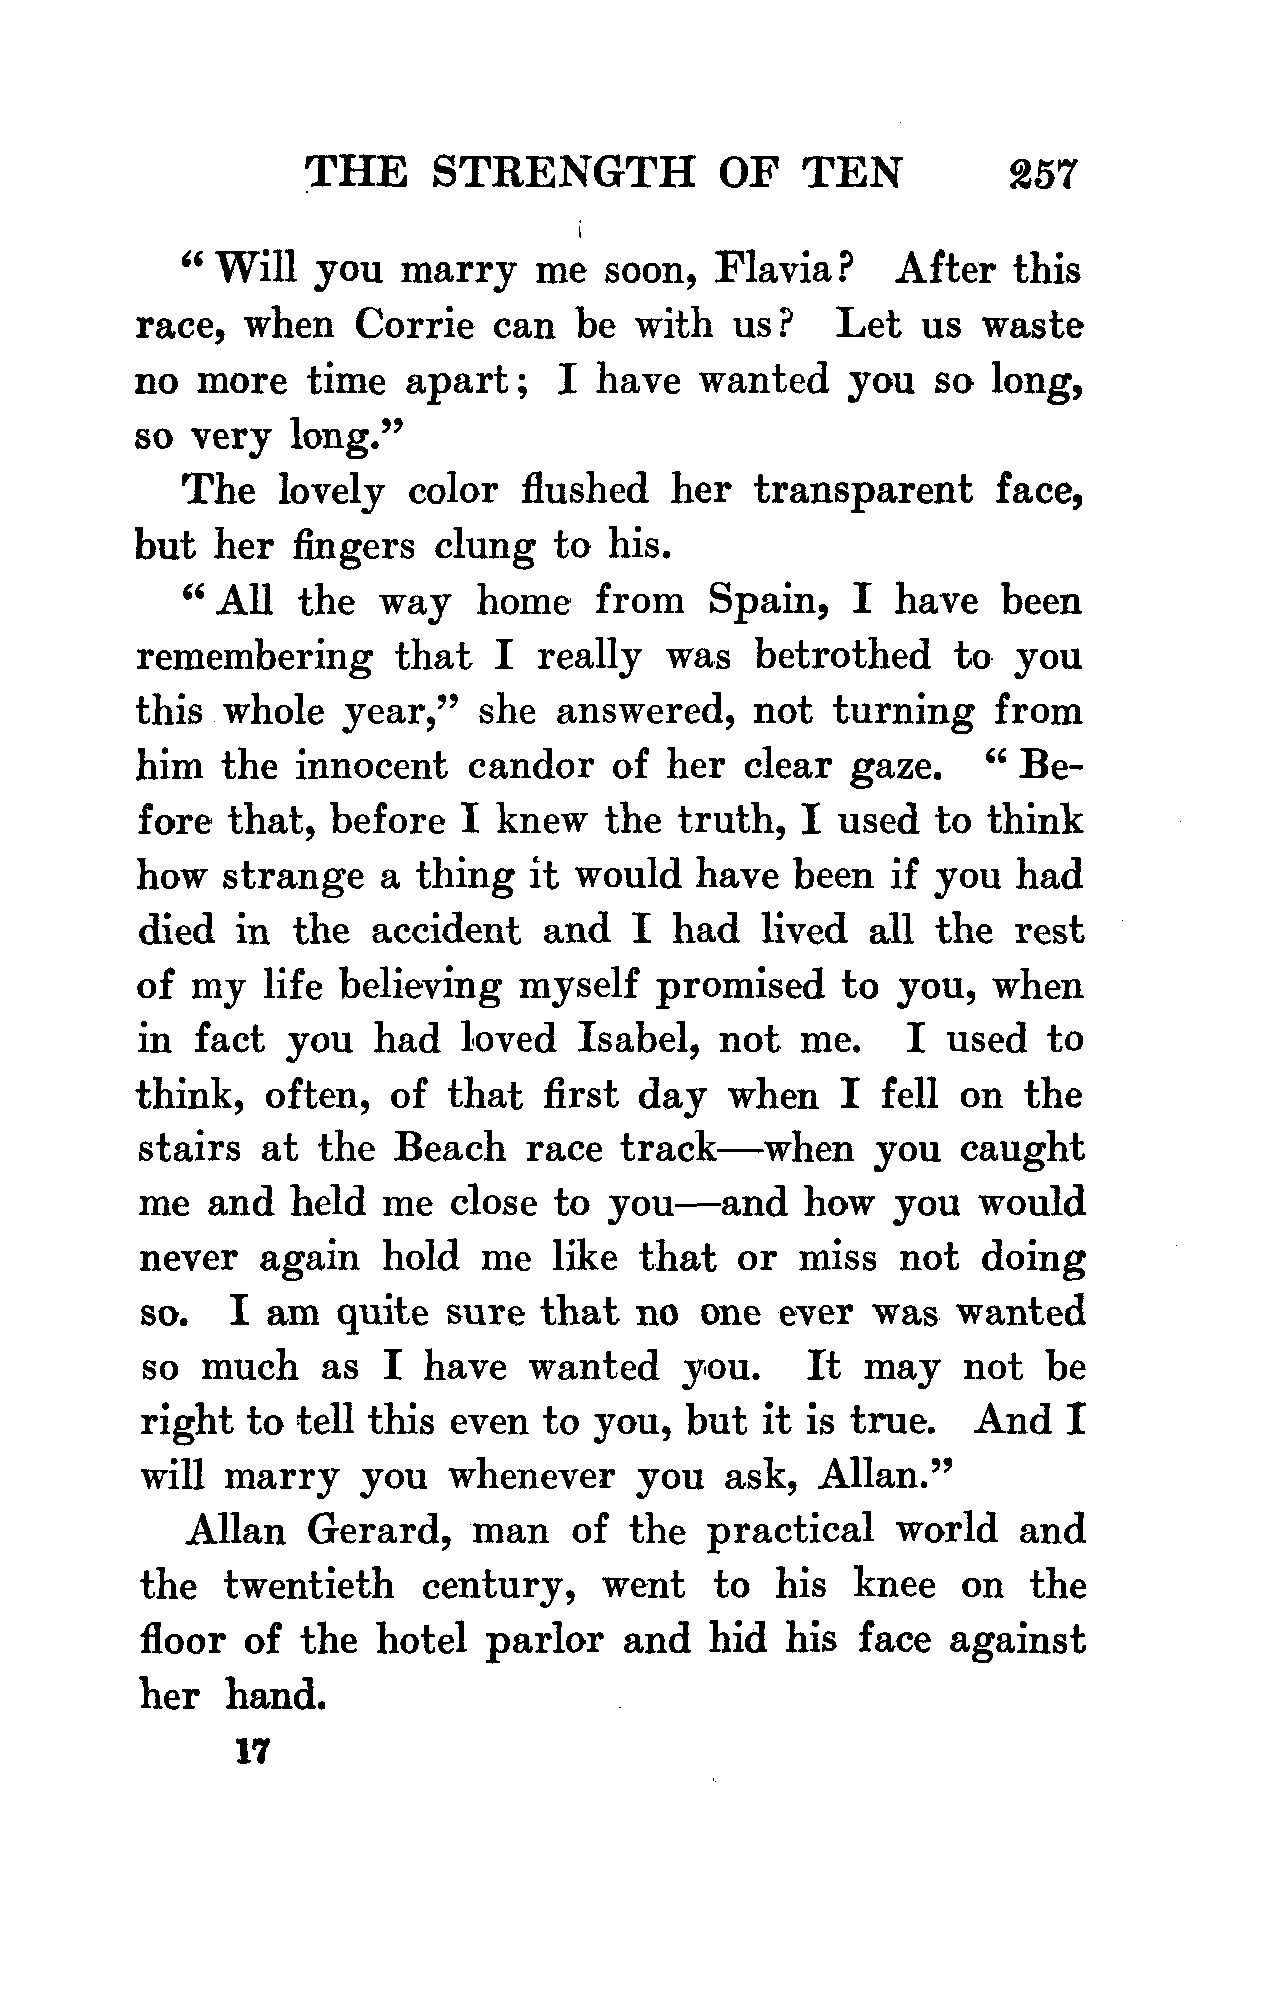 THE STRENGTH OF TEN 257
“Will you marry me soon, Flavia? After this
race, when Corrie can be with us? Let us waste
no more time apart; I have wanted you so long,
so very long.”
The lovely color flushed her transparent face,
but her fingers clung to his.
“All the way home from Spain, I have been
remembering that I really was betrothed to you
this whole year,” she answered, not turning from
him the innocent candor of her clear gaze. “Be-
fore that, before I knew the truth, I used to think
how strange a thing it would have been if you had
died in the accident and I had lived all the rest
of my life believing myself promised to you, when
in fact you had loved Isabel, not me. I used to
think, often, of that first day when I fell on the
stairs at the Beach race track—when you caught
me and held me close to you—and how you would
never again hold me like that or miss not doing
so. I am quite sure that no one ever was wanted
so much as I have wanted you. It may not be
right to tell this even to you, but it is true. And I
will marry you whenever you ask, Allan.”
Allan Gerard, man of the practical world and
the twentieth century, went to his knee on the
floor of the hotel parlor and hid his face against
her hand.
17